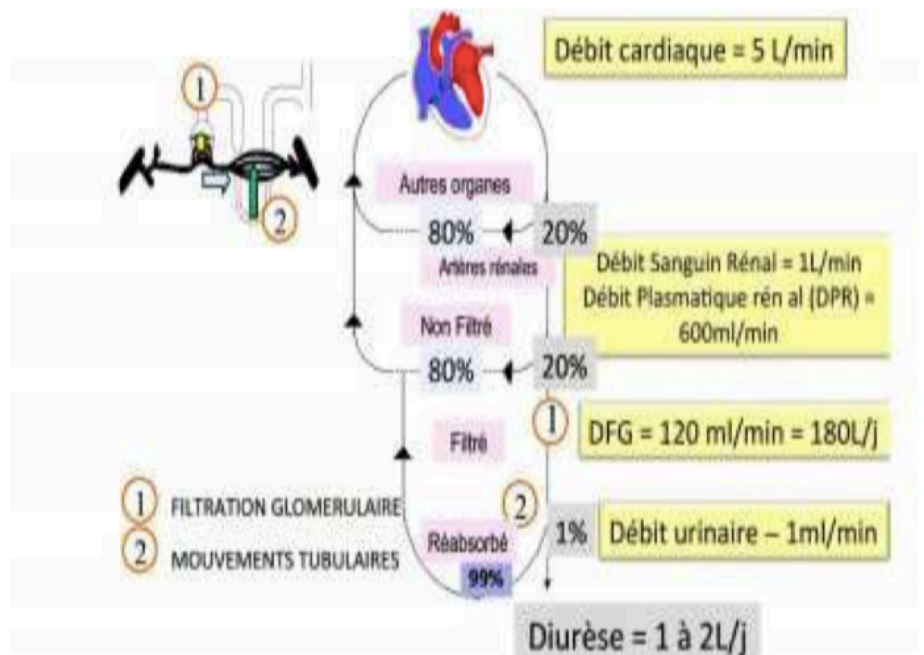 Débit cardiaque = 5 L/min
1
Autres organes
2
80%
20%
Artères rénales
Débit Sanguin Rénal = 1L/min
Débit Plasmatique rén al (DPR) =
600ml/min
Non Filtré
80%
20%
1
DFG = 120 ml/min = 180L/j
Filtré
1 FILTRATION GLOMERULAIRE
2
2 MOUVEMENTS TUBULAIRES
Réabsorbé
99%
1%
Débit urinaire – 1ml/min
Diurèse = 1 à 2L/j